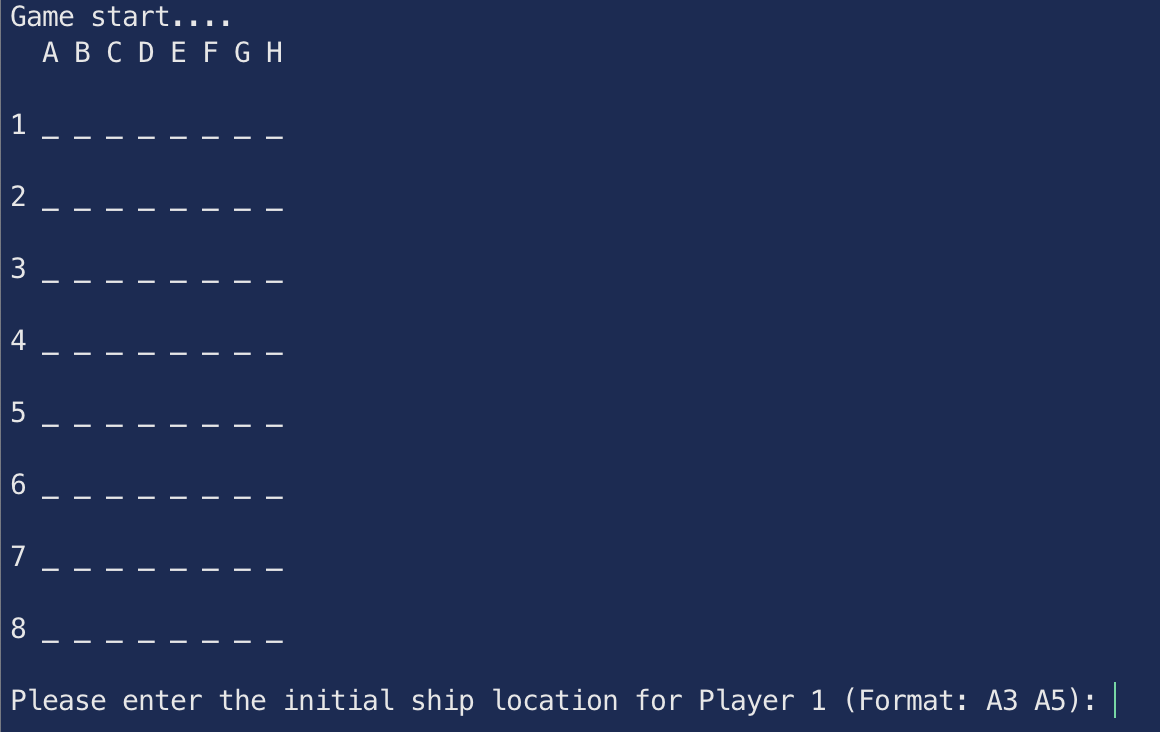 Game start....
  A B C D E F G H
1 _ _ _ _ _ _ _ _
2 _ _ _ _ _ _ _ _
3 _ _ _ _ _ _ _ _
4 _ _ _ _ _ _ _ _
5 _ _ _ _ _ _ _ _
6 _ _ _ _ _ _ _ _
7 _ _ _ _ _ _ _ _
8 _ _ _ _ _ _ _ _
Please enter the initial ship location for Player 1 (Format: A3 A5):